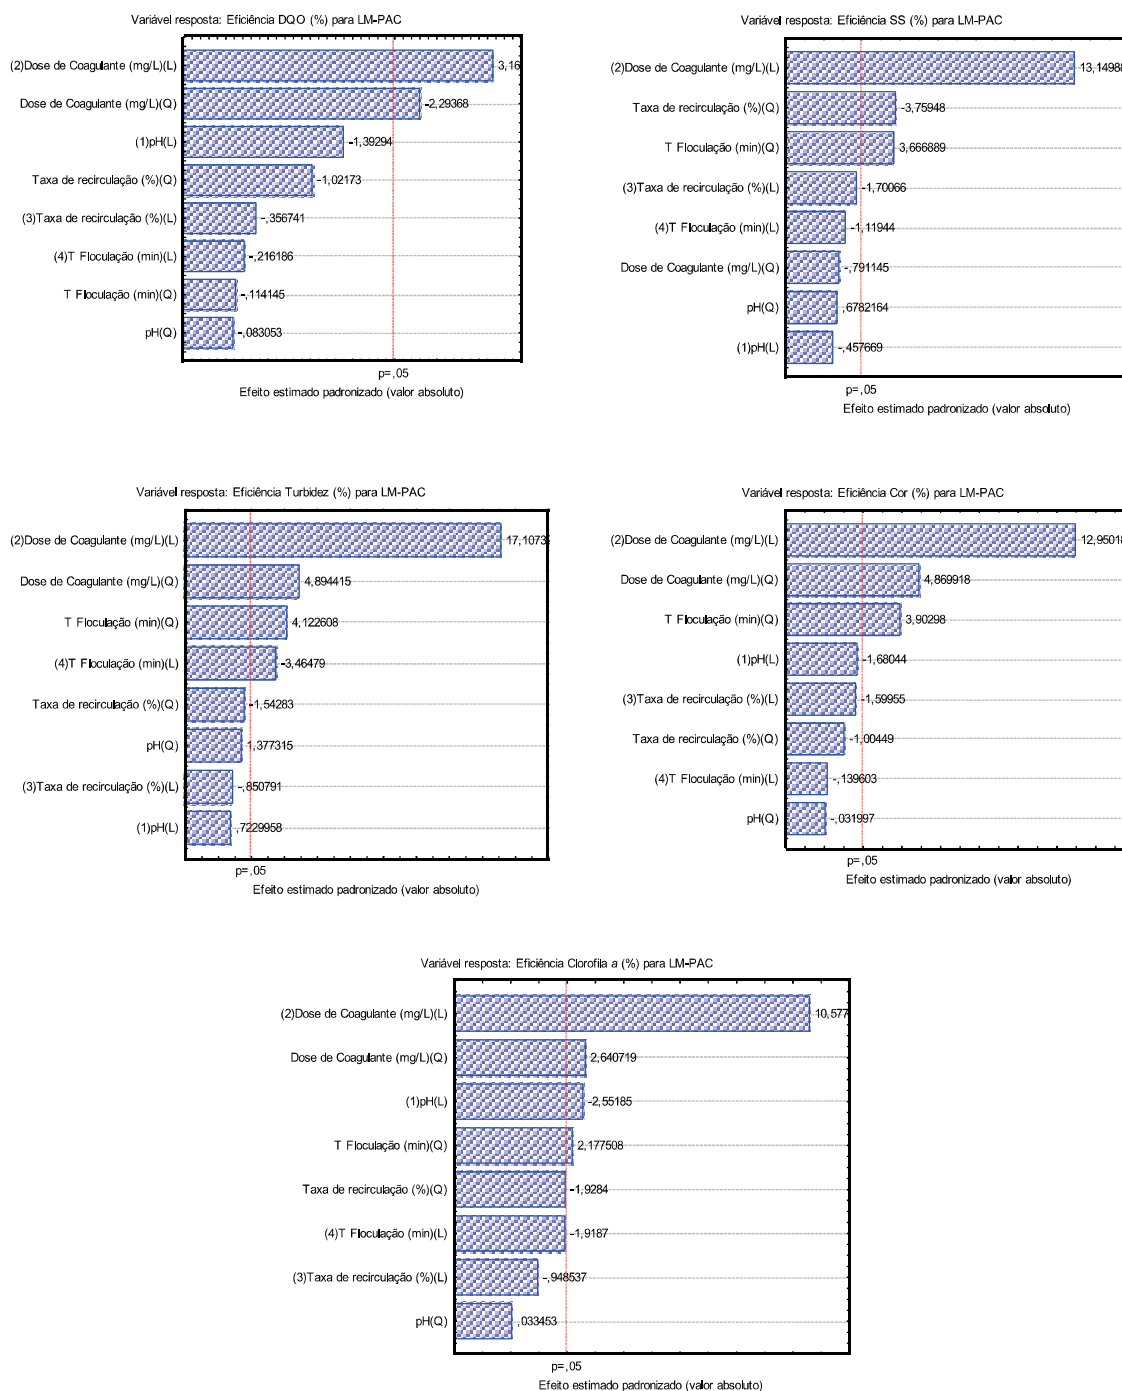 Variável resposta: Eficiência DQO (%) para LM-PAC
(2)Dose de Coagulante (mg/L)(L)
3,16
Dose de Coagulante (mg/L)(Q)
-2,29368
(1)pH(L)
-1,39294
Taxa de recirculação (%)(Q)
-1,02173
(3)Taxa de recirculação (%)(L)
-,356741
(4)T Floculação (min)(L)
-,216186
T Floculação (min)(Q)
-,114145
pH(Q)
-,083053
p=,05
Efeito estimado padronizado (valor absoluto)
Variável resposta: Eficiência SS (%) para LM-PAC
(2)Dose de Coagulante (mg/L)(L)
13,14988
Taxa de recirculação (%)(Q)
-3,75948
T Floculação (min)(Q)
3,666889
(3)Taxa de recirculação (%)(L)
-1,70066
(4)T Floculação (min)(L)
-1,11944
Dose de Coagulante (mg/L)(Q)
-,791145
pH(Q)
,6782164
(1)pH(L)
-,457669
p=,05
Efeito estimado padronizado (valor absoluto)
Variável resposta: Eficiência Turbidez (%) para LM-PAC
(2)Dose de Coagulante (mg/L)(L)
17,1073
Dose de Coagulante (mg/L)(Q)
4,894415
T Floculação (min)(Q)
4,122608
(4)T Floculação (min)(L)
-3,46479
Taxa de recirculação (%)(Q)
-1,54283
pH(Q)
1,377315
(3)Taxa de recirculação (%)(L)
-,850791
(1)pH(L)
,7229958
p=,05
Efeito estimado padronizado (valor absoluto)
Variável resposta: Eficiência Cor (%) para LM-PAC
(2)Dose de Coagulante (mg/L)(L)
12,95018
Dose de Coagulante (mg/L)(Q)
4,869918
T Floculação (min)(Q)
3,90298
(1)pH(L)
-1,68044
(3)Taxa de recirculação (%)(L)
-1,59955
Taxa de recirculação (%)(Q)
-1,00449
(4)T Floculação (min)(L)
-,139603
pH(Q)
-,031997
p=,05
Efeito estimado padronizado (valor absoluto)
Variável resposta: Eficiência Clorofila a (%) para LM-PAC
(2)Dose de Coagulante (mg/L)(L)
10,577
Dose de Coagulante (mg/L)(Q)
2,640719
(1)pH(L)
-2,55185
T Floculação (min)(Q)
2,177508
Taxa de recirculação (%)(Q)
-1,9284
(4)T Floculação (min)(L)
-1,9187
(3)Taxa de recirculação (%)(L)
-,948537
pH(Q)
,033453
p=,05
Efeito estimado padronizado (valor absoluto)